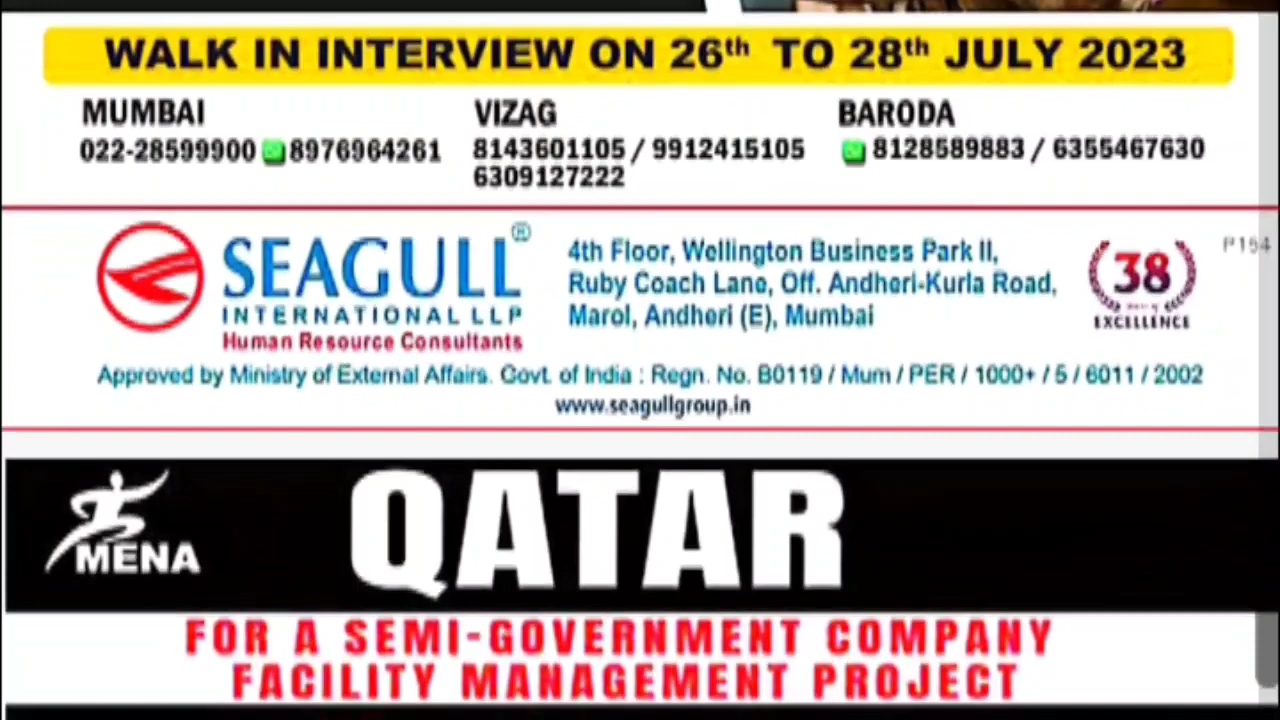 WALK IN INTERVIEW ON 26th TO 28th JULY 2023
MUMBAI
022-28599900 8976964261
VIZAG
8143601105 / 9912415105
6309127222
BARODA
8128589883 / 6355467630
SEAGULL®
INTERNATIONAL LLP
Human Resource Consultants
4th Floor, Wellington Business Park II,
Ruby Coach Lane, Off. Andheri-Kurla Road,
Marol, Andheri (E), Mumbai
38
EXCELLENCE
P164
Approved by Ministry of External Affairs. Govt. of India : Regn. No. B0119 / Mum / PER / 1000+ / 5 / 6011 / 2002
www.seagullgroup.in
MENA
QATAR
FOR A SEMI-GOVERNMENT COMPANY
FACILITY MANAGEMENT PROJECT